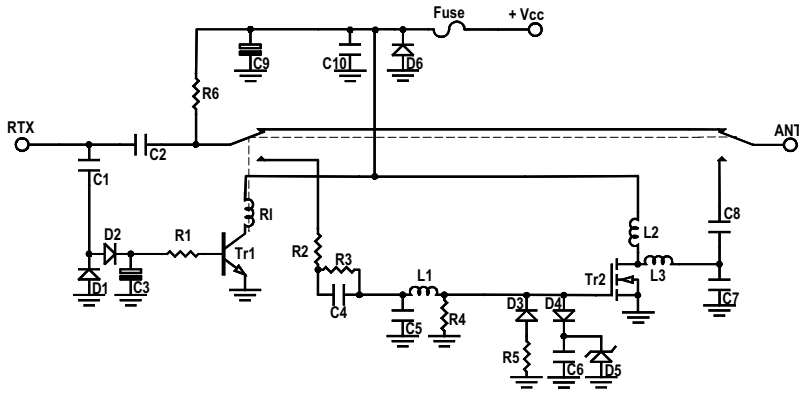 Fuse
+ Vcc
C9
C10
D6
R6
RTX
ANT
C2
C1
Rl
C8
L2
D2
R1
Tr1
R2
R3
Tr2
L3
D1
C3
L1
D3
D4
C7
C4
C5
R4
R5
C6
D5